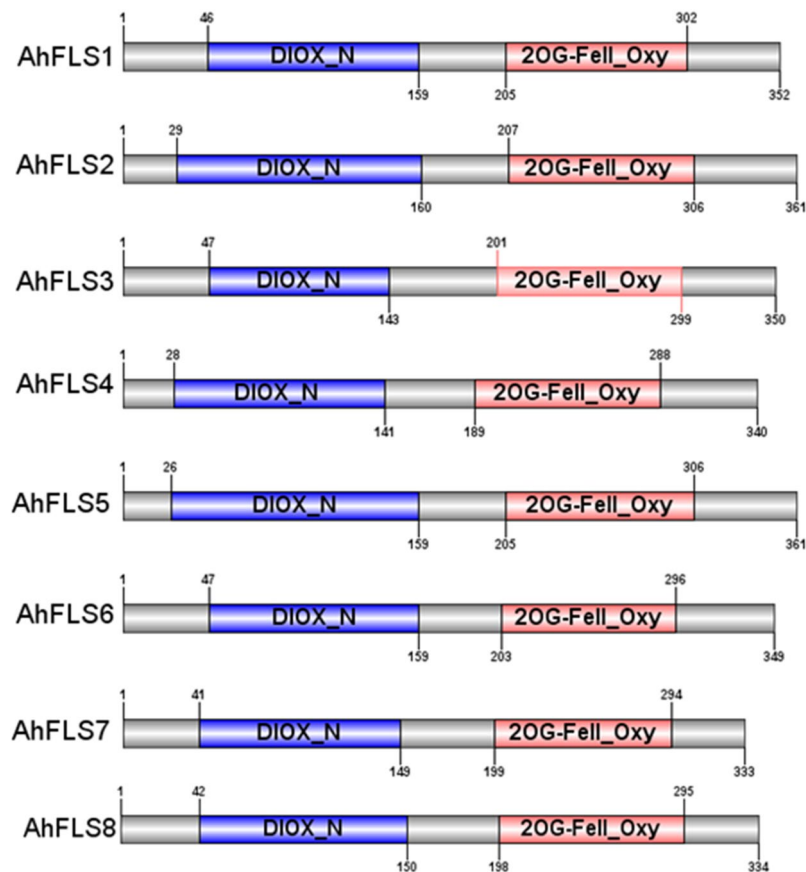 1 46 302
AhFLS1 DIOX_N 2OG-FeII_Oxy
159 205 352
1 29 207
AhFLS2 DIOX_N 2OG-FeII_Oxy
160 306 361
1 47 201
AhFLS3 DIOX_N 2OG-FeII_Oxy
143 299 350
1 28 288
AhFLS4 DIOX_N 2OG-FeII_Oxy
141 189 340
1 26 306
AhFLS5 DIOX_N 2OG-FeII_Oxy
159 205 361
1 47 296
AhFLS6 DIOX_N 2OG-FeII_Oxy
159 203 349
1 41 294
AhFLS7 DIOX_N 2OG-FeII_Oxy
149 199 333
1 42 295
AhFLS8 DIOX_N 2OG-FeII_Oxy
150 198 334